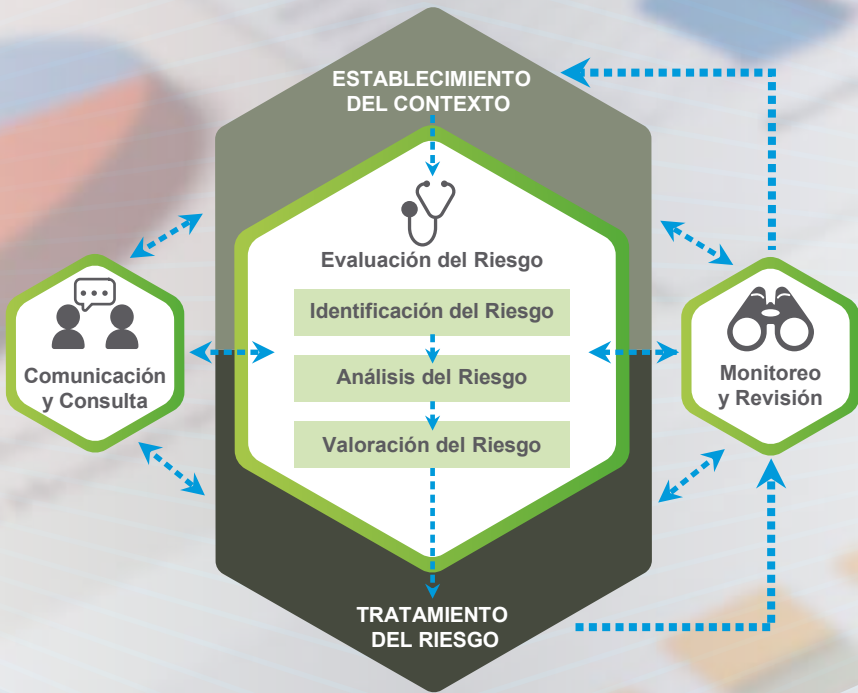 ESTABLECIMIENTO
DEL CONTEXTO
Evaluación del Riesgo
Identificación del Riesgo
Análisis del Riesgo
Valoración del Riesgo
Comunicación
y Consulta
Monitoreo
y Revisión
TRATAMIENTO
DEL RIESGO